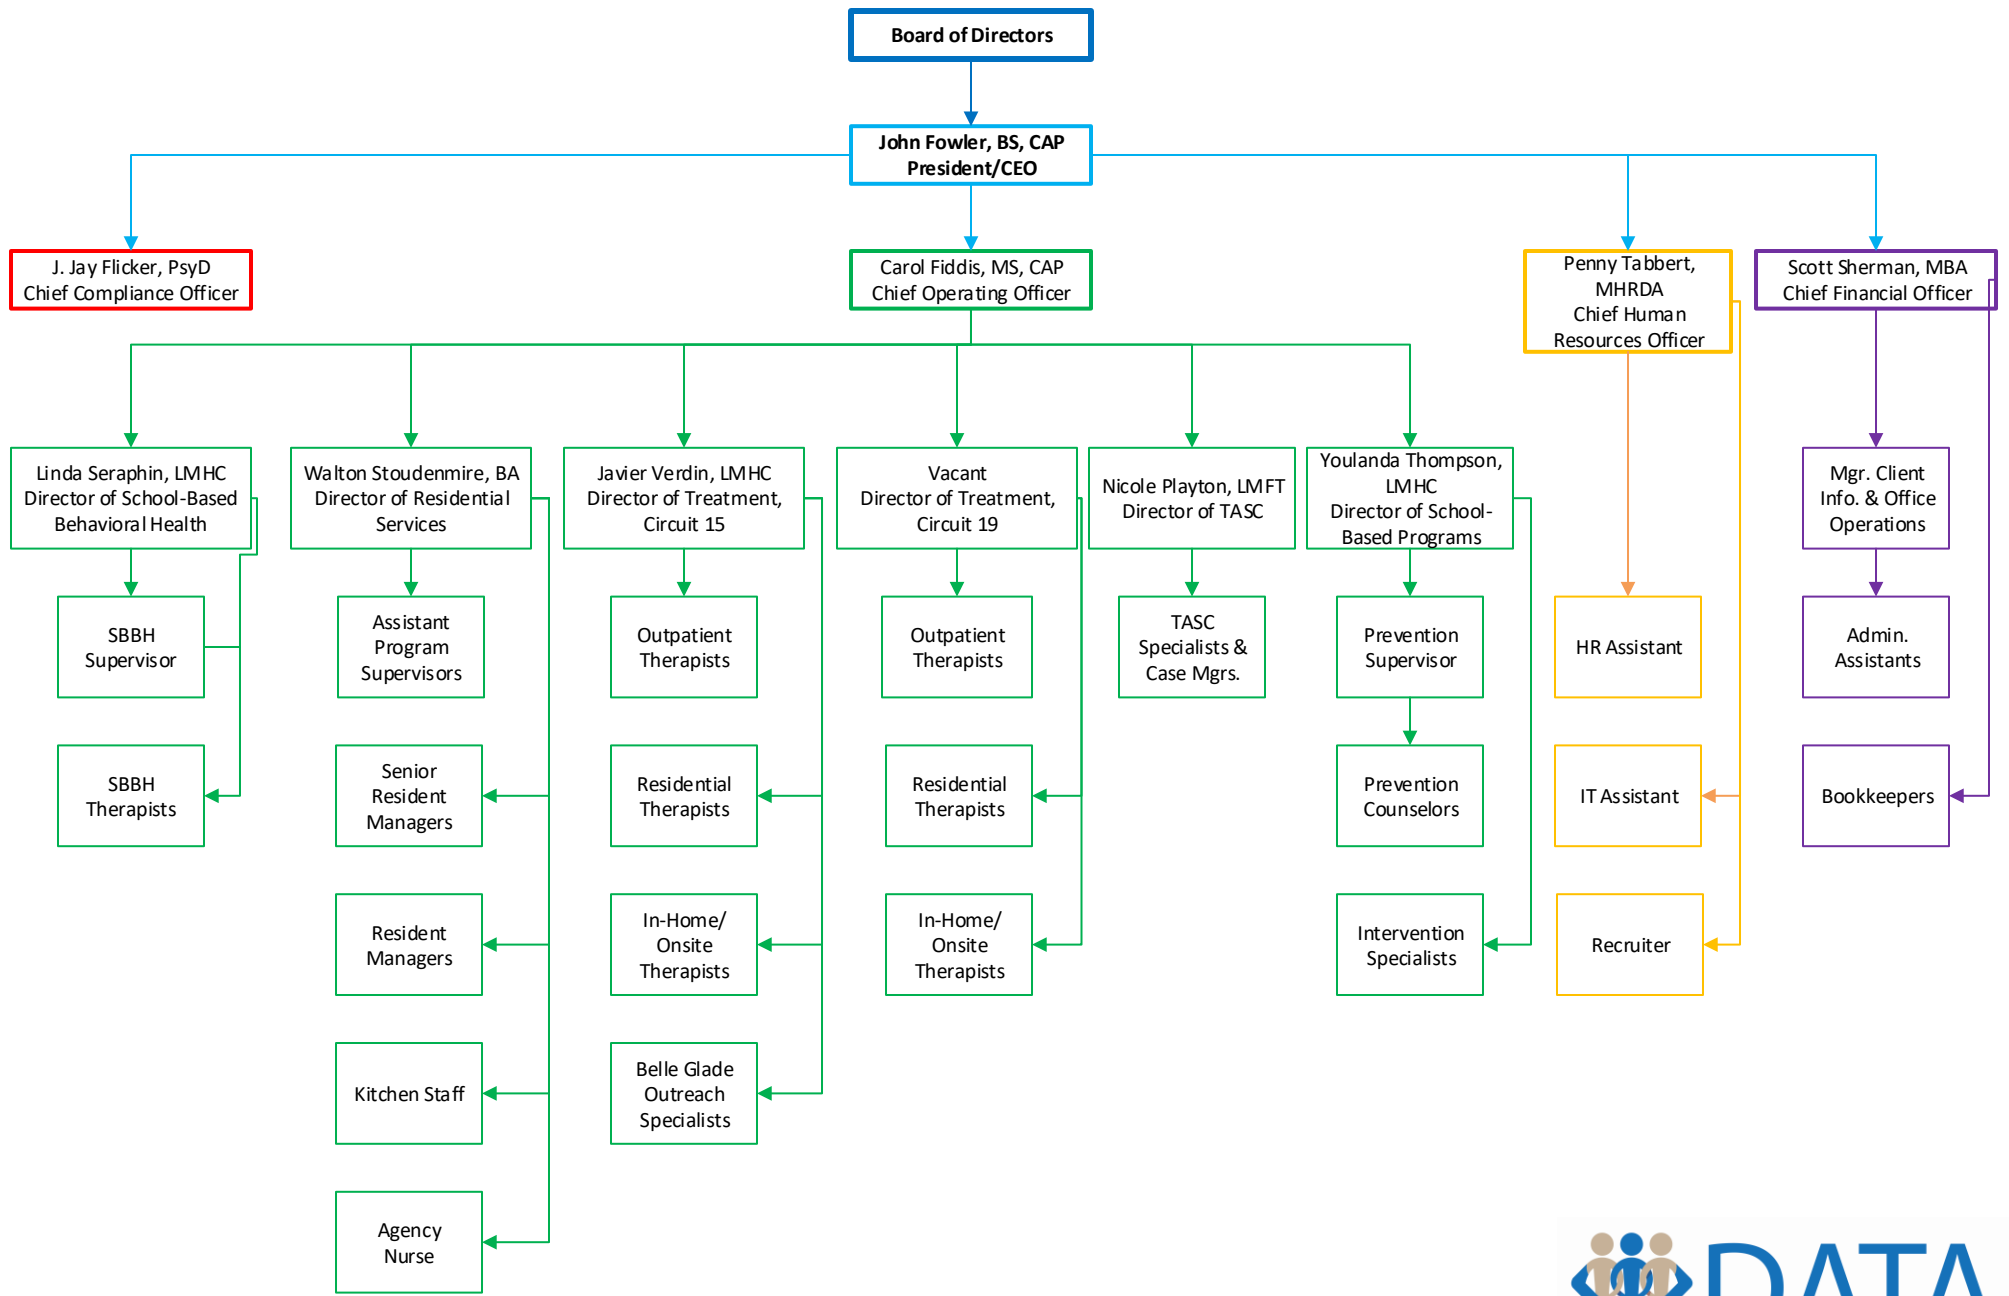 Board of Directors
John Fowler, BS, CAP
President/CEO
J. Jay Flicker, PsyD
Chief Compliance Officer
Carol Fiddis, MS, CAP
Chief Operating Officer
Penny Tabbert,
MHRDA
Chief Human
Resources Officer
Scott Sherman, MBA
Chief Financial Officer
Linda Seraphin, LMHC
Director of School-Based
Behavioral Health
Walton Stoudenmire, BA
Director of Residential
Services
Javier Verdin, LMHC
Director of Treatment,
Circuit 15
Vacant
Director of Treatment,
Circuit 19
Nicole Playton, LMFT
Director of TASC
Youlanda Thompson,
LMHC
Director of School-
Based Programs
Mgr. Client
Info. & Office
Operations
SBBH
Supervisor
Assistant
Program
Supervisors
Outpatient
Therapists
Outpatient
Therapists
TASC
Specialists &
Case Mgrs.
Prevention
Supervisor
HR Assistant
Admin.
Assistants
SBBH
Therapists
Senior
Resident
Managers
Residential
Therapists
Residential
Therapists
Prevention
Counselors
IT Assistant
Bookkeepers
Resident
Managers
In-Home/
Onsite
Therapists
In-Home/
Onsite
Therapists
Intervention
Specialists
Recruiter
Kitchen Staff
Belle Glade
Outreach
Specialists
Agency
Nurse
DATA